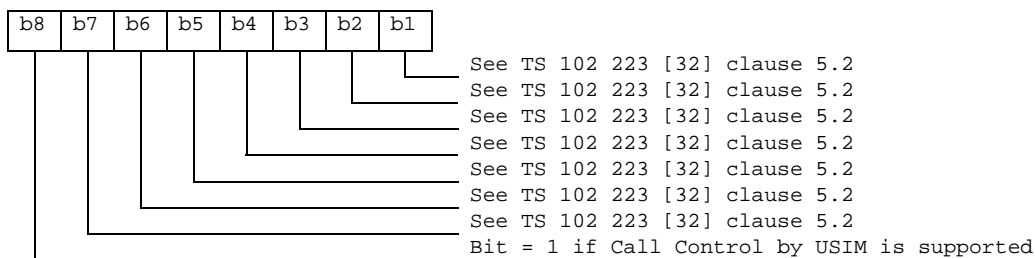 b8 b7 b6 b5 b4 b3 b2 b1
See TS 102 223 [32] clause 5.2
See TS 102 223 [32] clause 5.2
See TS 102 223 [32] clause 5.2
See TS 102 223 [32] clause 5.2
See TS 102 223 [32] clause 5.2
See TS 102 223 [32] clause 5.2
See TS 102 223 [32] clause 5.2
Bit = 1 if Call Control by USIM is supported